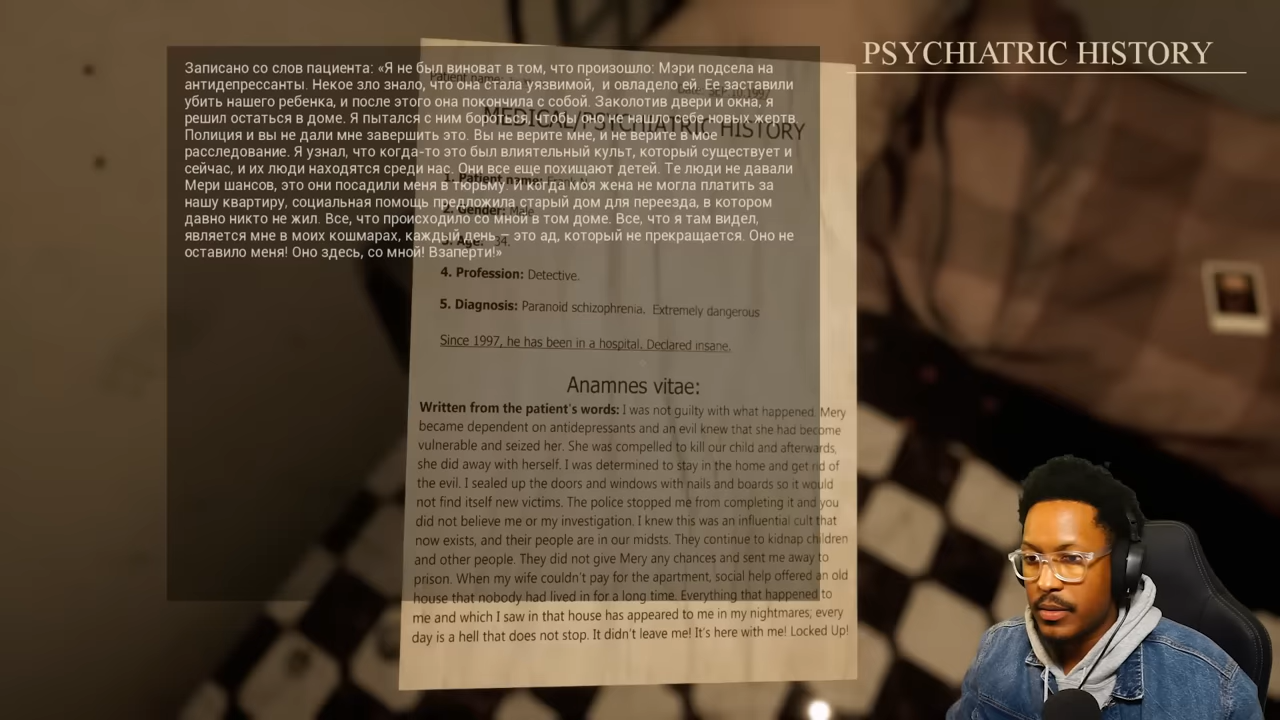 PSYCHIATRIC HISTORY
Записано со слов пациента: «Я не был виноват в том, что произошло: Мэри подсела на
антидепрессанты. Некое зло знало, что она стала уязвимой, и овладело ей. Ее заставили
убить нашего ребенка, и после этого она покончила с собой. Заколотив двери и окна, я
решил остаться в доме. Я пытался с ним бороться, чтобы оно не нашло себе новых жертв.
Полиция и вы не дали мне завершить это. Вы не верите мне, и не верите в мое
расследование. Я узнал, что когда-то это был влиятельный культ, который существует и
сейчас, и их люди находятся среди нас. Они все еще похищают детей. Те люди не давали
Мери шансов, это они посадили меня в тюрьму. И когда моя жена не могла платить за
нашу квартиру, социальная помощь предложила старый дом для переезда, в котором
давно никто не жил. Все, что происходило со мной в том доме. Все, что я там видел,
является мне в моих кошмарах, каждый день – это ад, который не прекращается. Оно не
оставило меня! Оно здесь, со мной! Взаперти!»
Patient name:
MEDICAL/PSYCHIATRIC HISTORY
1. Patient name: Frank
2. Gender: Male
3. Age: 34.
4. Profession: Detective.
5. Diagnosis: Paranoid schizophrenia. Extremely dangerous
Since 1997, he has been in a hospital. Declared insane.
Anamnes vitae:
Written from the patient's words: I was not guilty with what happened. Mery
became dependent on antidepressants and an evil knew that she had become
vulnerable and seized her. She was compelled to kill our child and afterwards,
she did away with herself. I was determined to stay in the home and get rid of
the evil. I sealed up the doors and windows with nails and boards so it would
not find itself new victims. The police stopped me from completing it and you
did not believe me or my investigation. I knew this was an influential cult that
now exists, and their people are in our midsts. They continue to kidnap children
and other people. They did not give Mery any chances and sent me away to
prison. When my wife couldn't pay for the apartment, social help offered an old
house that nobody had lived in for a long time. Everything that happened to
me and which I saw in that house has appeared to me in my nightmares, every
day is a hell that does not stop. It didn't leave me! It's here with me! Locked Up!